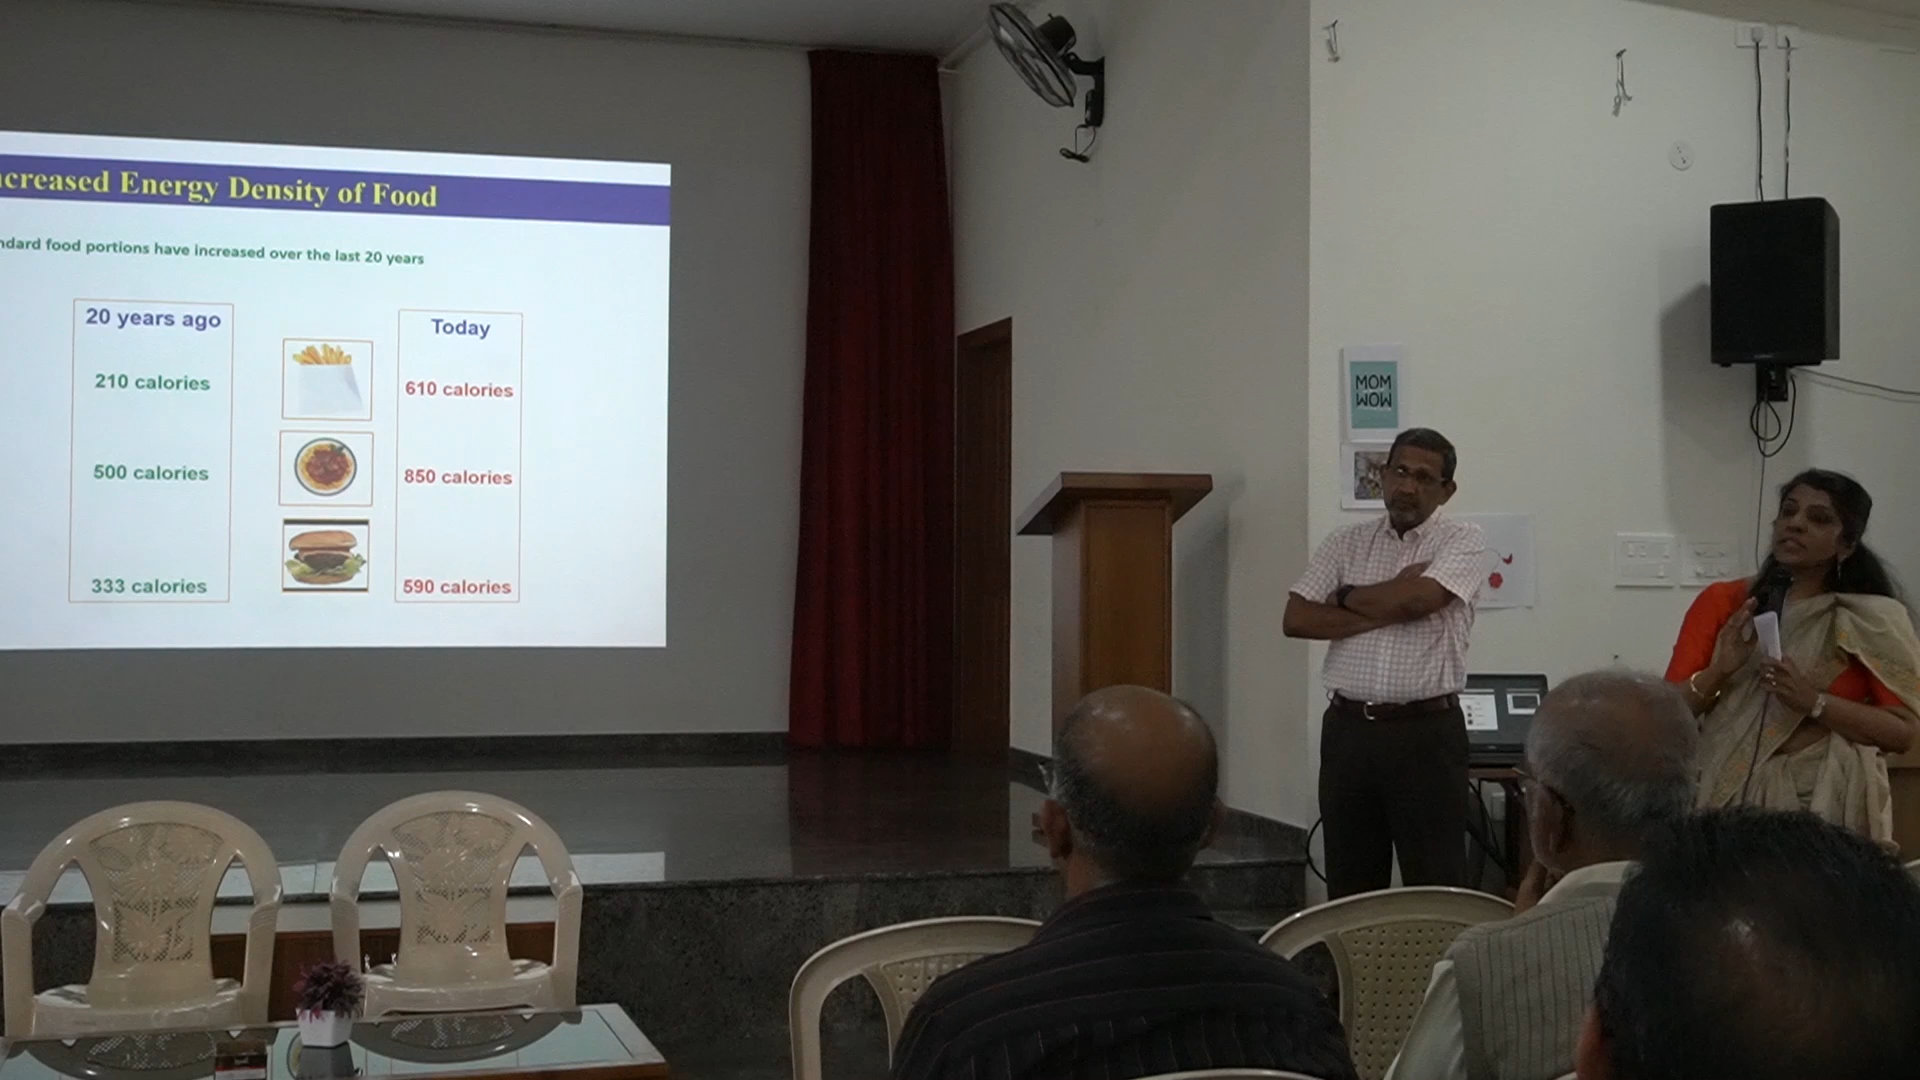 creased Energy Density of Food
ndard food portions have increased over the last 20 years
20 years ago
Today
210 calories
610 calories
500 calories
850 calories
333 calories
590 calories
MOM
WOW